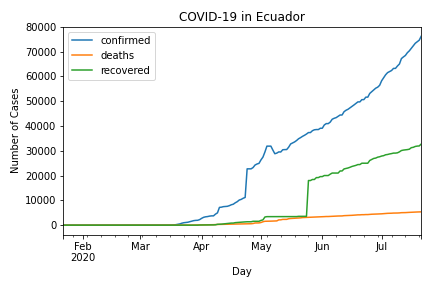 COVID-19 in Ecuador
confirmed
deaths
recovered
Number of Cases
80000
70000
60000
50000
40000
30000
20000
10000
0
Feb Mar Apr May Jun Jul
2020
Day